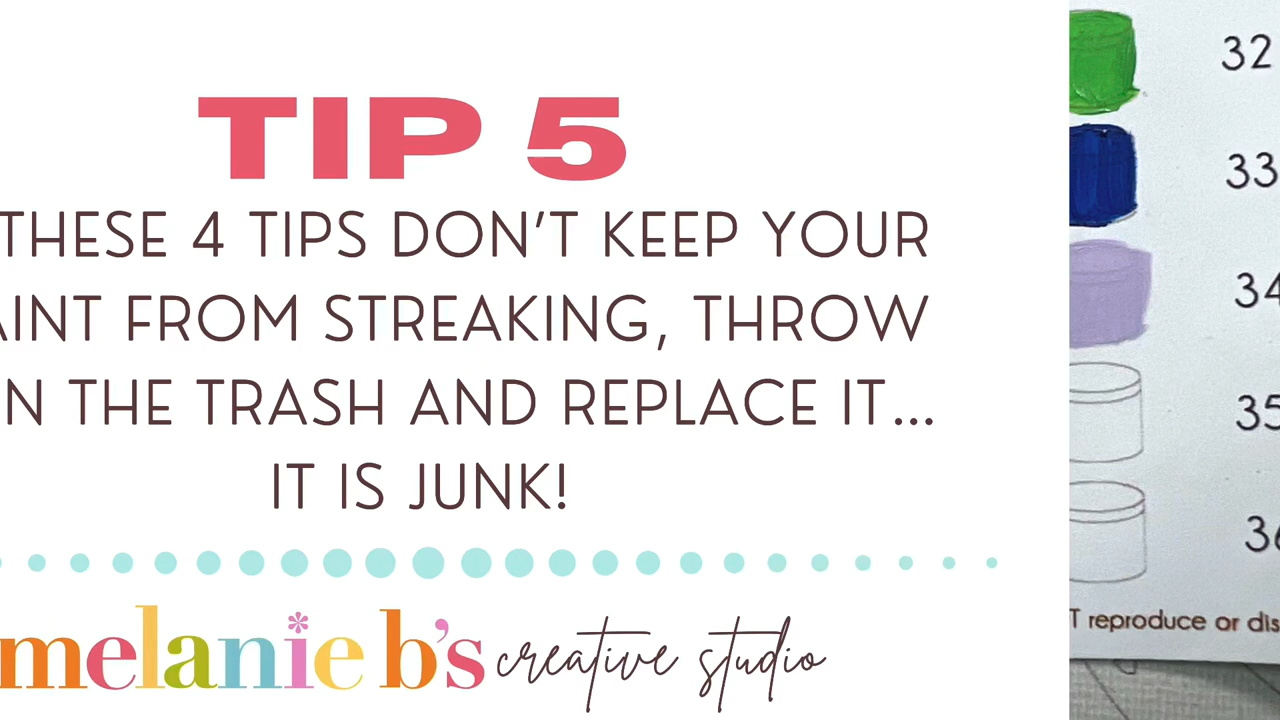 TIP 5
THESE 4 TIPS DON'T KEEP YOUR
FROM STREAKING, THROW
THE TRASH AND REPLACE IT...
IT IS JUNK!
melanie b's creative studio
32
33
34
35
36
T reproduce or dis